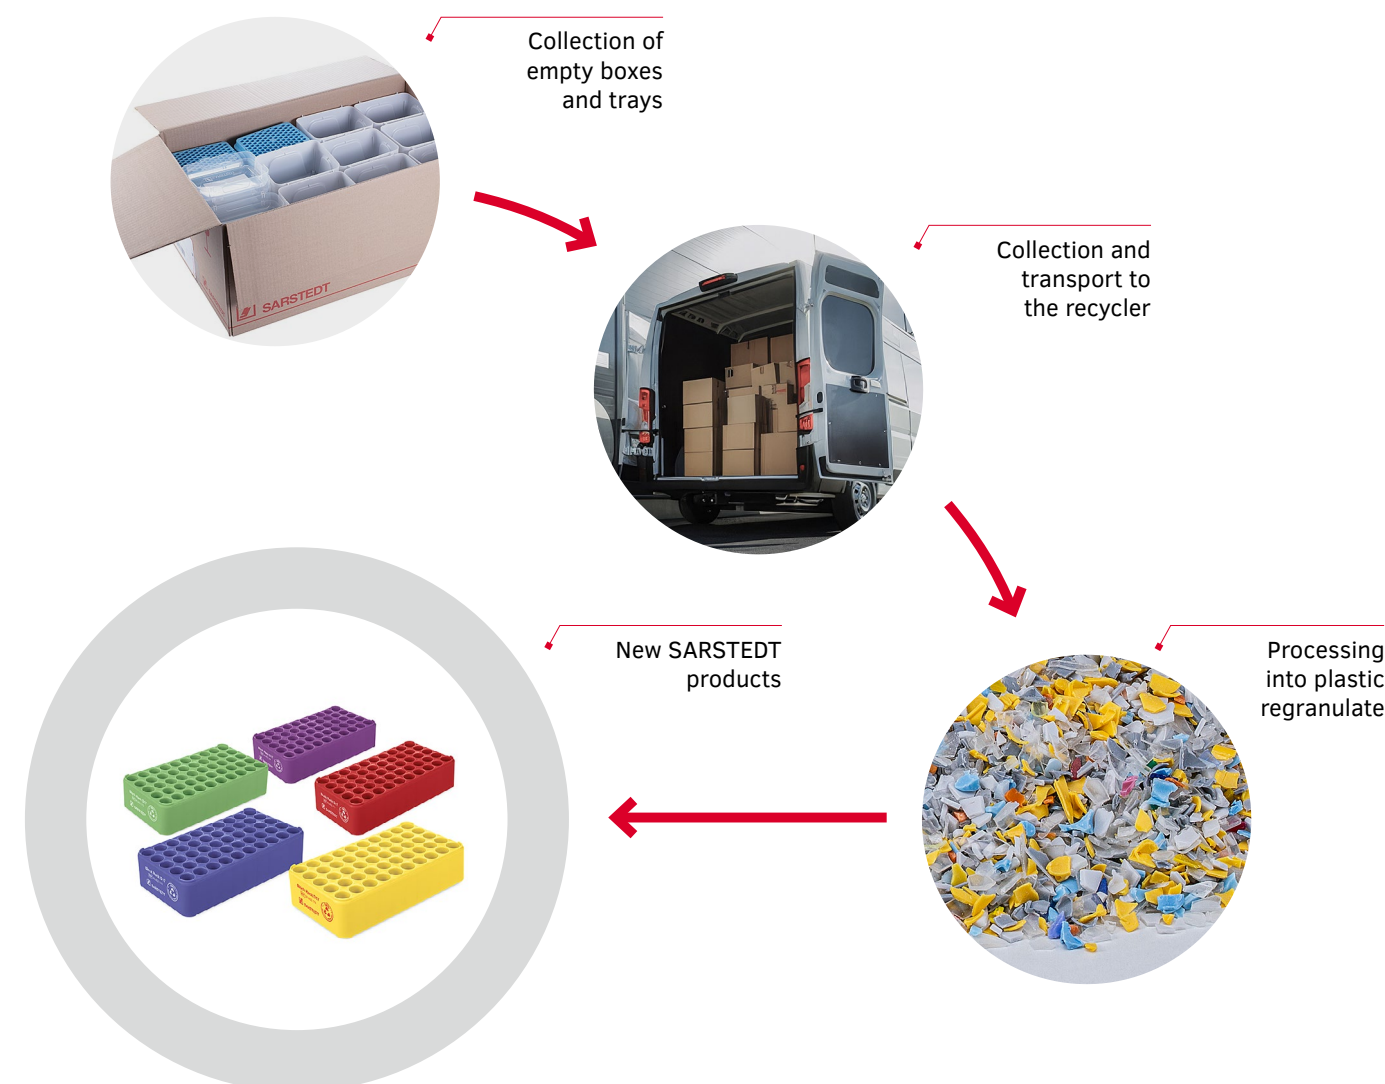 Collection of
empty boxes
and trays
SARSTEDT
Collection and
transport to
the recycler
New SARSTEDT
products
Processing
into plastic
regranulate